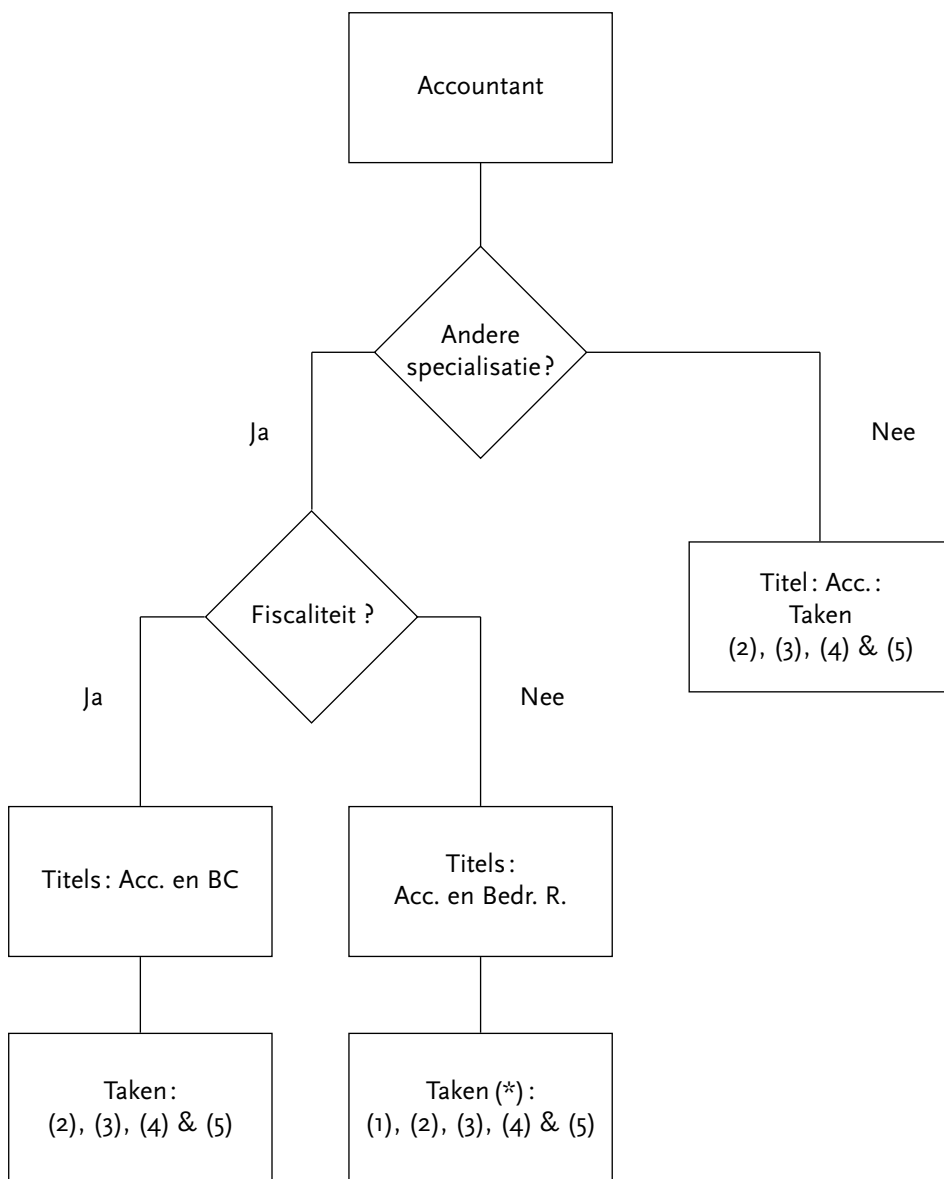 Accountant
Andere
specialisatie?
Ja
Nee
Fiscaliteit ?
Titel: Acc.:
Taken
(2), (3), (4) & (5)
Ja
Nee
Titels: Acc. en BC
Titels:
Acc. en Bedr. R.
Taken:
(2), (3), (4) & (5)
Taken (*):
(1), (2), (3), (4) & (5)